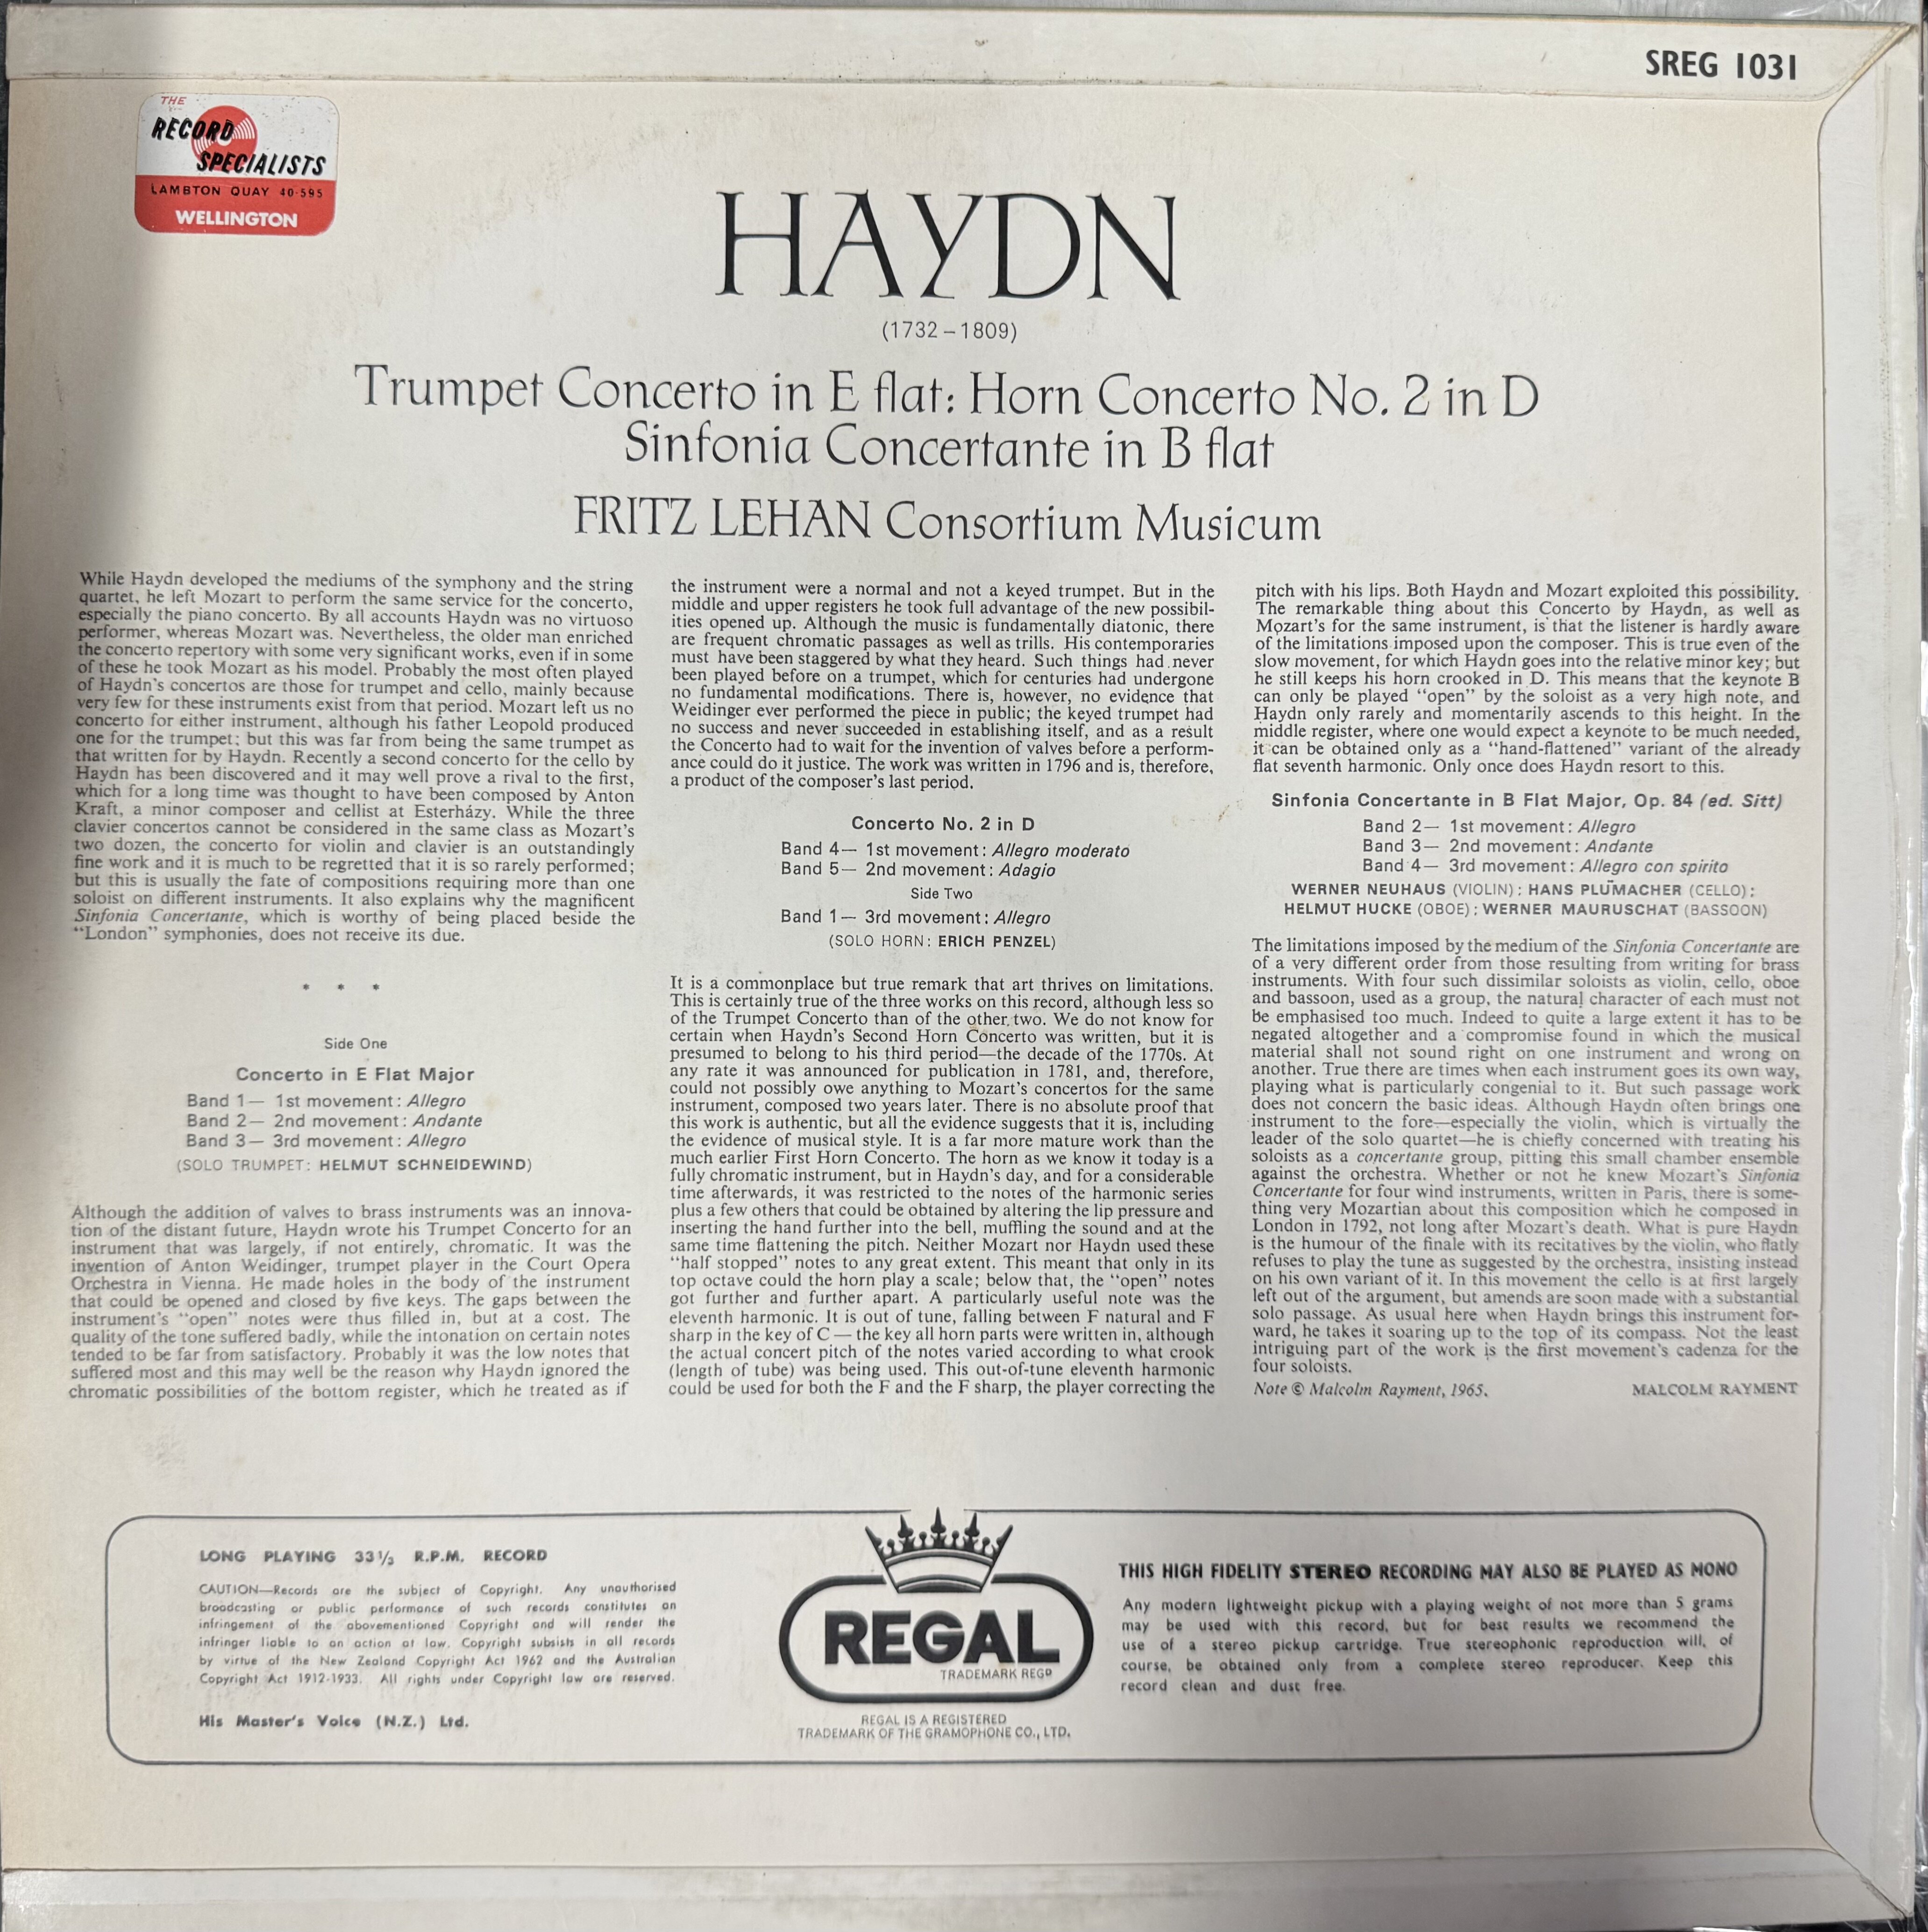 SREG 1031
THE
RECORD
SPECIALISTS
LAMBTON QUAY 40-595
WELLINGTON
HAYDN
(1732–1809)
Trumpet Concerto in E flat: Horn Concerto No. 2 in D
Sinfonia Concertante in B flat
FRITZ LEHAN Consortium Musicum
While Haydn developed the mediums of the symphony and the string
quartet, he left Mozart to perform the same service for the concerto,
especially the piano concerto. By all accounts Haydn was no virtuoso
performer, whereas Mozart was. Nevertheless, the older man enriched
the concerto repertory with some very significant works, even if in some
of these he took Mozart as his model. Probably the most often played
of Haydn's concertos are those for trumpet and cello, mainly because
very few for these instruments exist from that period. Mozart left us no
concerto for either instrument, although his father Leopold produced
one for the trumpet; but this was far from being the same trumpet as
that written for by Haydn. Recently a second concerto for the cello by
Haydn has been discovered and it may well prove a rival to the first,
which for a long time was thought to have been composed by Anton
Kraft, a minor composer and cellist at Esterházy. While the three
clavier concertos cannot be considered in the same class as Mozart's
two dozen, the concerto for violin and clavier is an outstandingly
fine work and it is much to be regretted that it is so rarely performed;
but this is usually the fate of compositions requiring more than one
soloist on different instruments. It also explains why the magnificent
Sinfonia Concertante, which is worthy of being placed beside the
“London” symphonies, does not receive its due.
* * *
Side One
Concerto in E Flat Major
Band 1— 1st movement: Allegro
Band 2— 2nd movement: Andante
Band 3— 3rd movement: Allegro
(SOLO TRUMPET: HELMUT SCHNEIDEWIND)
Although the addition of valves to brass instruments was an innova-
tion of the distant future, Haydn wrote his Trumpet Concerto for an
instrument that was largely, if not entirely, chromatic. It was the
invention of Anton Weidinger, trumpet player in the Court Opera
Orchestra in Vienna. He made holes in the body of the instrument
that could be opened and closed by five keys. The gaps between the
instrument's “open” notes were thus filled in, but at a cost. The
quality of the tone suffered badly, while the intonation on certain notes
tended to be far from satisfactory. Probably it was the low notes that
suffered most and this may well be the reason why Haydn ignored the
chromatic possibilities of the bottom register, which he treated as if
the instrument were a normal and not a keyed trumpet. But in the
middle and upper registers he took full advantage of the new possibil-
ities opened up. Although the music is fundamentally diatonic, there
are frequent chromatic passages as well as trills. His contemporaries
must have been staggered by what they heard. Such things had never
been played before on a trumpet, which for centuries had undergone
no fundamental modifications. There is, however, no evidence that
Weidinger ever performed the piece in public; the keyed trumpet had
no success and never succeeded in establishing itself, and as a result
the Concerto had to wait for the invention of valves before a perform-
ance could do it justice. The work was written in 1796 and is, therefore,
a product of the composer's last period.
Concerto No. 2 in D
Band 4— 1st movement: Allegro moderato
Band 5— 2nd movement: Adagio
Side Two
Band 1— 3rd movement: Allegro
(SOLO HORN: ERICH PENZEL)
It is a commonplace but true remark that art thrives on limitations.
This is certainly true of the three works on this record, although less so
of the Trumpet Concerto than of the other two. We do not know for
certain when Haydn's Second Horn Concerto was written, but it is
presumed to belong to his third period—the decade of the 1770s. At
any rate it was announced for publication in 1781, and, therefore,
could not possibly owe anything to Mozart's concertos for the same
instrument, composed two years later. There is no absolute proof that
this work is authentic, but all the evidence suggests that it is, including
the evidence of musical style. It is a far more mature work than the
much earlier First Horn Concerto. The horn as we know it today is a
fully chromatic instrument, but in Haydn's day, and for a considerable
time afterwards, it was restricted to the notes of the harmonic series
plus a few others that could be obtained by altering the lip pressure and
inserting the hand further into the bell, muffling the sound and at the
same time flattening the pitch. Neither Mozart nor Haydn used these
“half stopped” notes to any great extent. This meant that only in its
top octave could the horn play a scale; below that, the “open” notes
got further and further apart. A particularly useful note was the
eleventh harmonic. It is out of tune, falling between F natural and F
sharp in the key of C — the key all horn parts were written in, although
the actual concert pitch of the notes varied according to what crook
(length of tube) was being used. This out-of-tune eleventh harmonic
could be used for both the F and the F sharp, the player correcting the
pitch with his lips. Both Haydn and Mozart exploited this possibility.
The remarkable thing about this Concerto by Haydn, as well as
Mozart's for the same instrument, is that the listener is hardly aware
of the limitations imposed upon the composer. This is true even of the
slow movement, for which Haydn goes into the relative minor key; but
he still keeps his horn crooked in D. This means that the keynote B
can only be played “open” by the soloist as a very high note, and
Haydn only rarely and momentarily ascends to this height. In the
middle register, where one would expect a keynote to be much needed,
it can be obtained only as a “hand-flattened” variant of the already
flat seventh harmonic. Only once does Haydn resort to this.
Sinfonia Concertante in B Flat Major, Op. 84 (ed. Sitt)
Band 2— 1st movement: Allegro
Band 3— 2nd movement: Andante
Band 4— 3rd movement: Allegro con spirito
WERNER NEUHAUS (VIOLIN): HANS PLÜMACHER (CELLO):
HELMUT HUCKE (OBOE): WERNER MAURUSCHAT (BASSOON)
The limitations imposed by the medium of the Sinfonia Concertante are
of a very different order from those resulting from writing for brass
instruments. With four such dissimilar soloists as violin, cello, oboe
and bassoon, used as a group, the natural character of each must not
be emphasised too much. Indeed to quite a large extent it has to be
negated altogether and a compromise found in which the musical
material shall not sound right on one instrument and wrong on
another. True there are times when each instrument goes its own way,
playing what is particularly congenial to it. But such passage work
does not concern the basic ideas. Although Haydn often brings one
instrument to the fore—especially the violin, which is virtually the
leader of the solo quartet—he is chiefly concerned with treating his
soloists as a concertante group, pitting this small chamber ensemble
against the orchestra. Whether or not he knew Mozart's Sinfonia
Concertante for four wind instruments, written in Paris, there is some-
thing very Mozartian about this composition which he composed in
London in 1792, not long after Mozart's death. What is pure Haydn
is the humour of the finale with its recitatives by the violin, who flatly
refuses to play the tune as suggested by the orchestra, insisting instead
on his own variant of it. In this movement the cello is at first largely
left out of the argument, but amends are soon made with a substantial
solo passage. As usual here when Haydn brings this instrument for-
ward, he takes it soaring up to the top of its compass. Not the least
intriguing part of the work is the first movement's cadenza for the
four soloists.
Note © Malcolm Rayment, 1965. MALCOLM RAYMENT
LONG PLAYING 33⅓ R.P.M. RECORD
CAUTION—Records are the subject of Copyright. Any unauthorised
broadcasting or public performance of such records constitutes an
infringement of the abovementioned Copyright and will render the
infringer liable to an action at law. Copyright subsists in all records
by virtue of the New Zealand Copyright Act 1962 and the Australian
Copyright Act 1912-1933. All rights under Copyright law are reserved.
His Master's Voice (N.Z.) Ltd.
REGAL
TRADEMARK REGD
REGAL IS A REGISTERED
TRADEMARK OF THE GRAMOPHONE CO., LTD.
THIS HIGH FIDELITY STEREO RECORDING MAY ALSO BE PLAYED AS MONO
Any modern lightweight pickup with a playing weight of not more than 5 grams
may be used with this record, but for best results we recommend the
use of a stereo pickup cartridge. True stereophonic reproduction will, of
course, be obtained only from a complete stereo reproducer. Keep this
record clean and dust free.